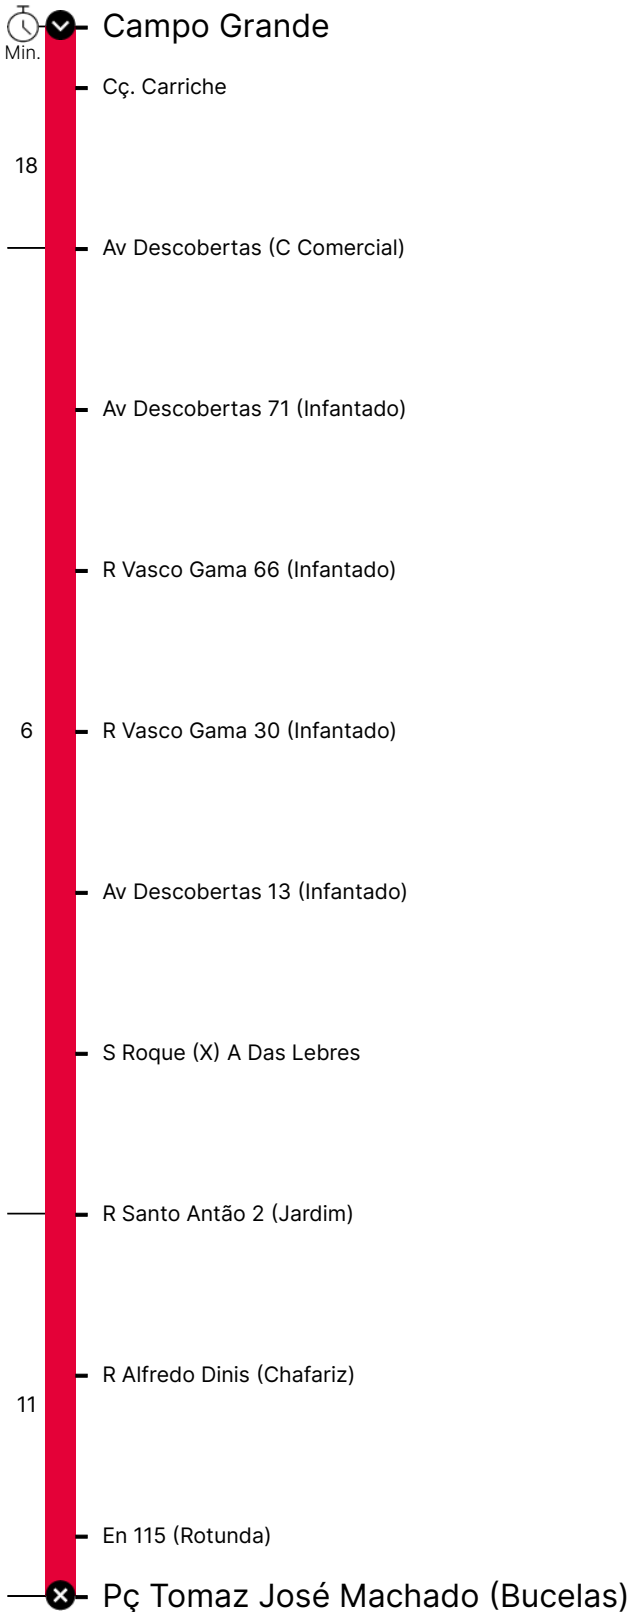 Campo Grande
Min.
Cç. Carriche
18
Av Descobertas (C Comercial)
Av Descobertas 71 (Infantado)
R Vasco Gama 66 (Infantado)
6
R Vasco Gama 30 (Infantado)
Av Descobertas 13 (Infantado)
S Roque (X) A Das Lebres
R Santo Antão 2 (Jardim)
R Alfredo Dinis (Chafariz)
11
En 115 (Rotunda)
Pç Tomaz José Machado (Bucelas)